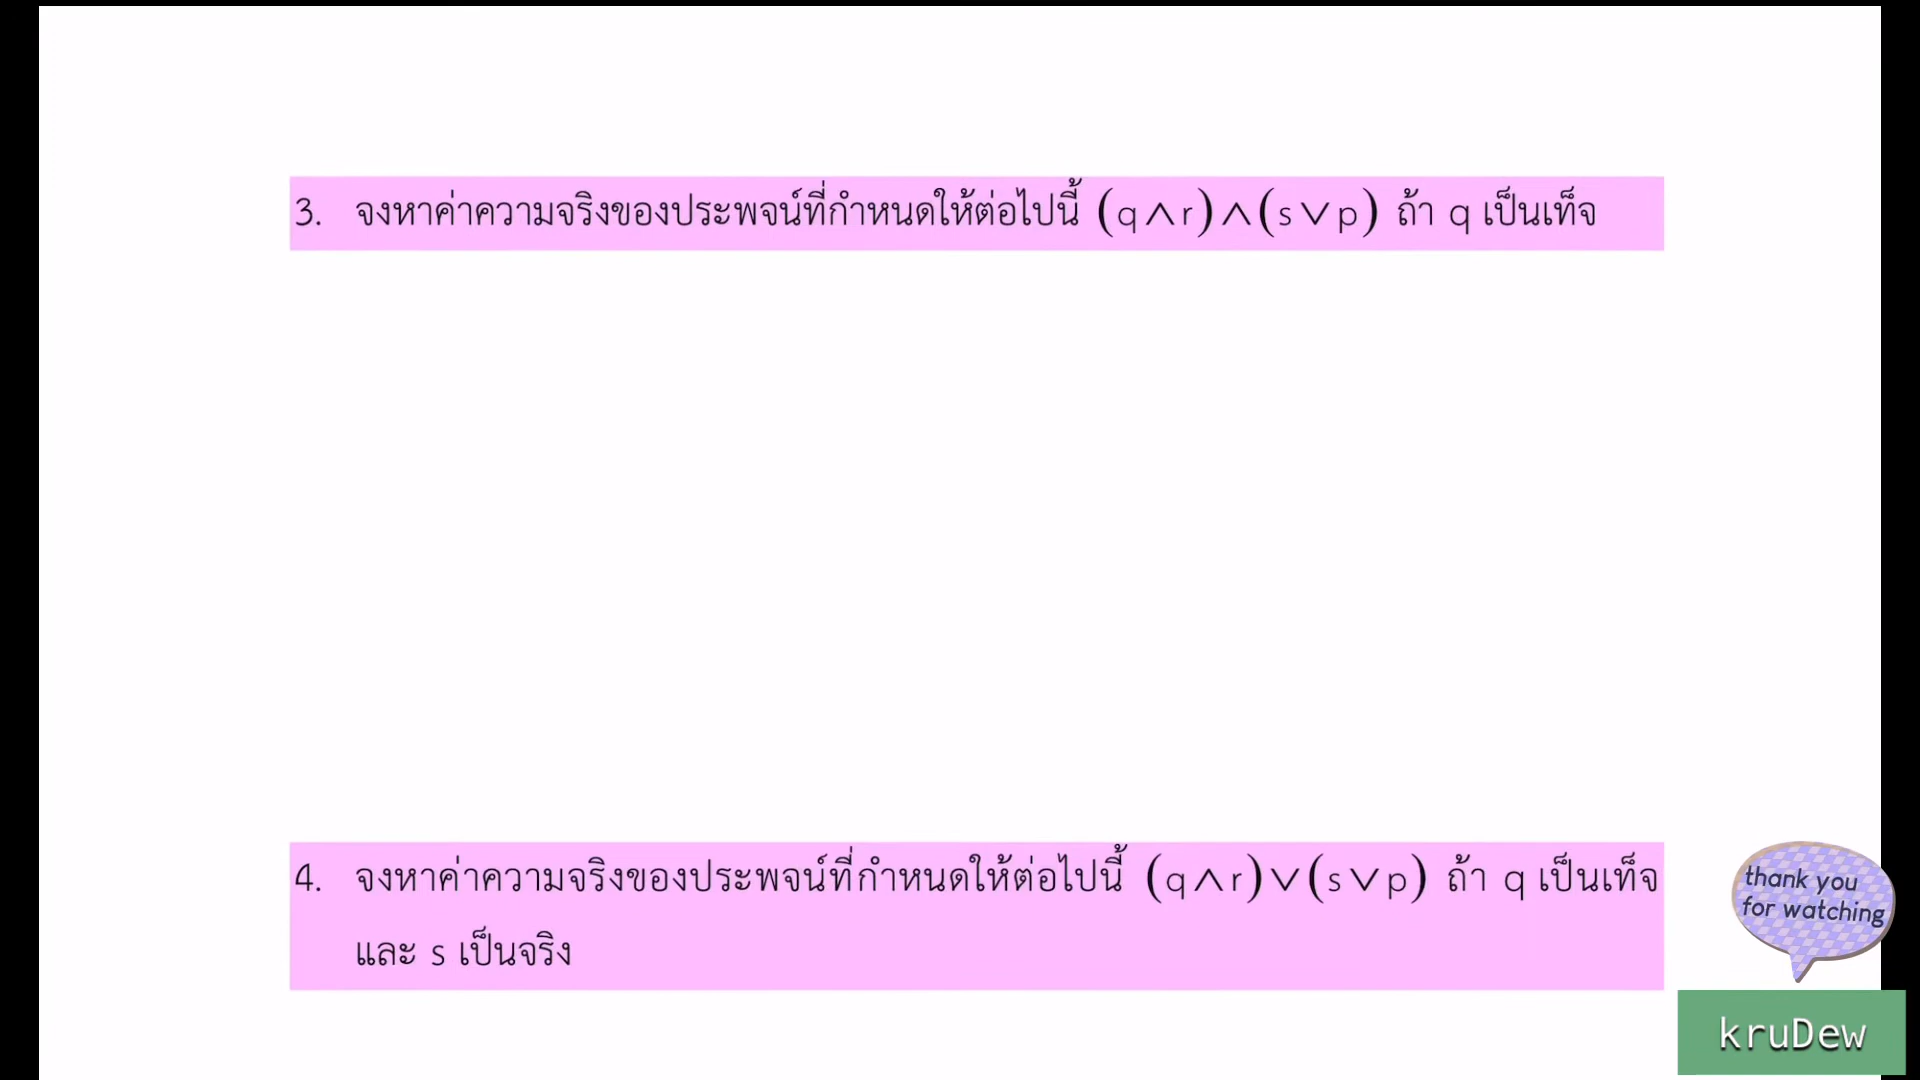 3. จงหาค่าความจริงของประพจน์ที่กำหนดให้ต่อไปนี้ (q∧r)∧(s∨p) ถ้า q เป็นเท็จ
4. จงหาค่าความจริงของประพจน์ที่กำหนดให้ต่อไปนี้ (q∧r)∨(s∨p) ถ้า q เป็นเท็จ
และ s เป็นจริง
thank you
for watching
kruDew